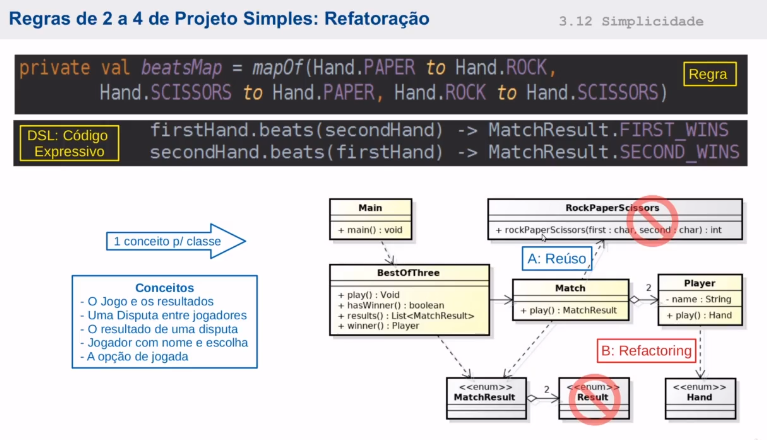 Regras de 2 a 4 de Projeto Simples: Refatoração
3.12 Simplicidade
private val beatsMap = mapOf(Hand.PAPER to Hand.ROCK,
Hand.SCISSORS to Hand.PAPER, Hand.ROCK to Hand.SCISSORS)
Regra
DSL: Código
Expressivo
firstHand.beats(secondHand) -> MatchResult.FIRST_WINS
secondHand.beats(firstHand) -> MatchResult.SECOND_WINS
1 conceito p/ classe
Conceitos
- O Jogo e os resultados
- Uma Disputa entre jogadores
- O resultado de uma disputa
- Jogador com nome e escolha
- A opção de jogada
Main
+ main() : void
RockPaperScissors
+ rockPaperScissors(first : char, second : char) : int
A: Reúso
BestOfThree
+ play() : Void
+ hasWinner() : boolean
+ results() : List<MatchResult>
+ winner() : Player
Match
+ play() : MatchResult
2
Player
- name : String
+ play() : Hand
B: Refactoring
<<enum>>
MatchResult
2
<<enum>>
Result
<<enum>>
Hand